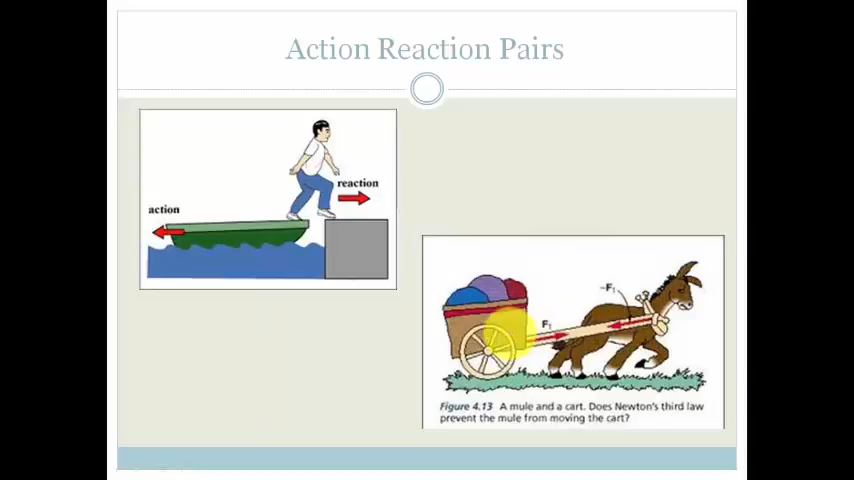 Action Reaction Pairs
reaction
action
-F₁
F₁
Figure 4.13 A mule and a cart. Does Newton's third law
prevent the mule from moving the cart?